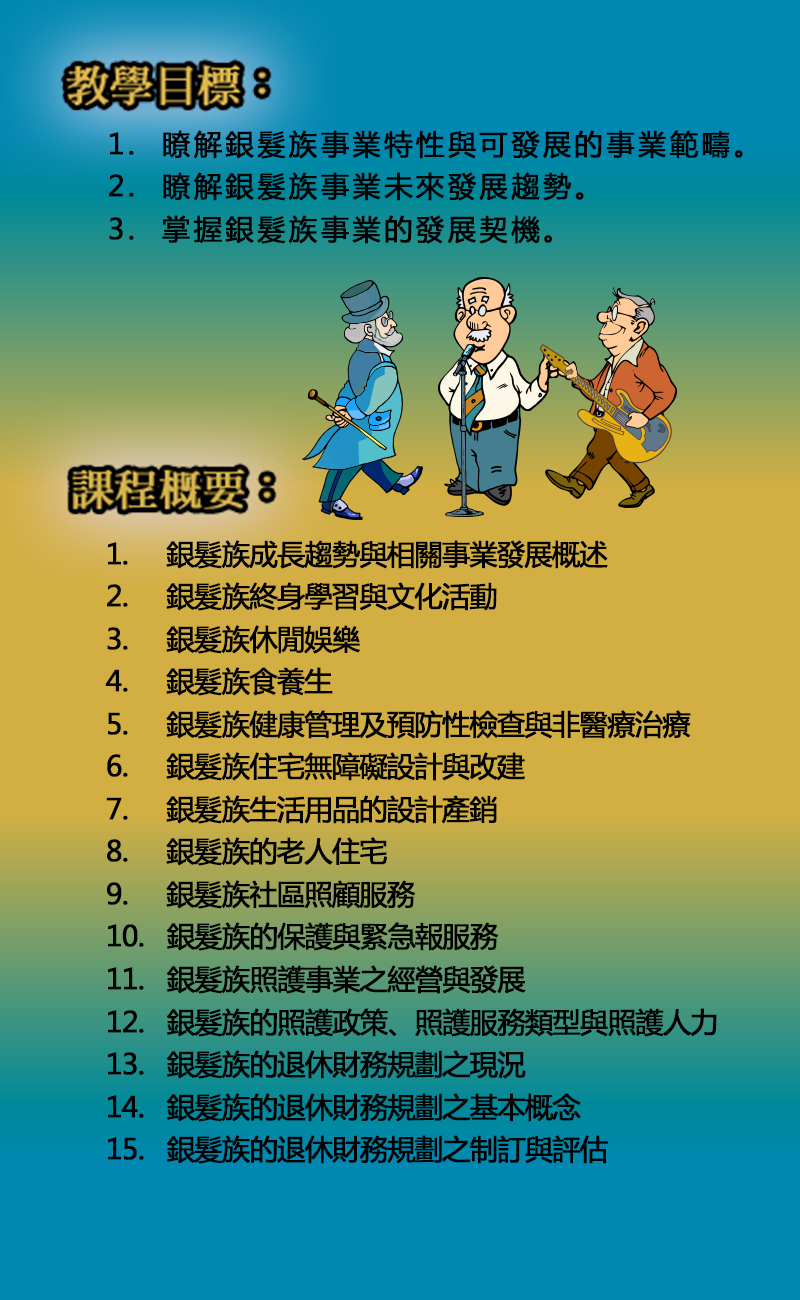 教學目標：
1. 瞭解銀髮族事業特性與可發展的事業範疇。
2. 瞭解銀髮族事業未來發展趨勢。
3. 掌握銀髮族事業的發展契機。
課程概要：
1. 銀髮族成長趨勢與相關事業發展概述
2. 銀髮族終身學習與文化活動
3. 銀髮族休閒娛樂
4. 銀髮族食養生
5. 銀髮族健康管理及預防性檢查與非醫療治療
6. 銀髮族住宅無障礙設計與改建
7. 銀髮族生活用品的設計產銷
8. 銀髮族的老人住宅
9. 銀髮族社區照顧服務
10. 銀髮族的保護與緊急報服務
11. 銀髮族照護事業之經營與發展
12. 銀髮族的照護政策、照護服務類型與照護人力
13. 銀髮族的退休財務規劃之現況
14. 銀髮族的退休財務規劃之基本概念
15. 銀髮族的退休財務規劃之制訂與評估